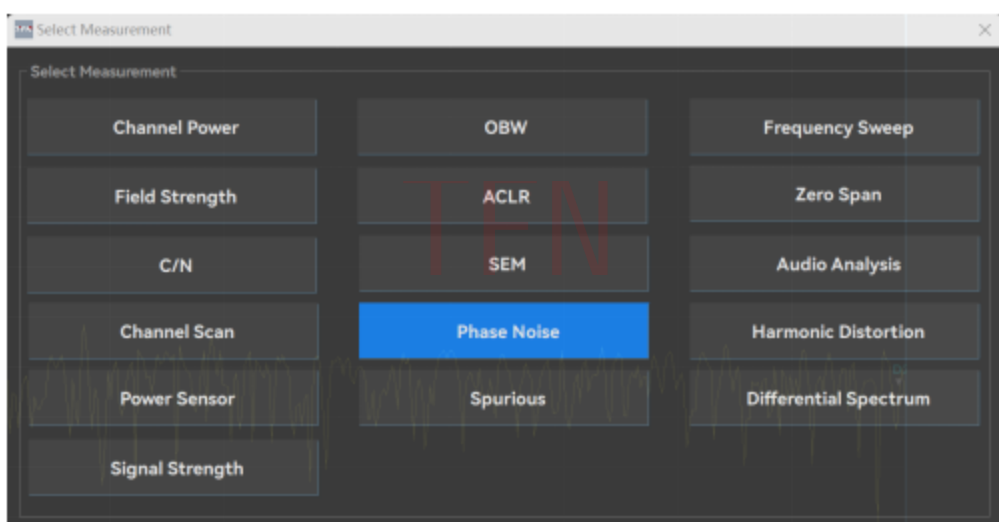 Select Measurement
Select Measurement
Channel Power
OBW
Frequency Sweep
Field Strength
ACLR
Zero Span
C/N
SEM
Audio Analysis
Channel Scan
Phase Noise
Harmonic Distortion
Power Sensor
Spurious
Differential Spectrum
Signal Strength
TFN